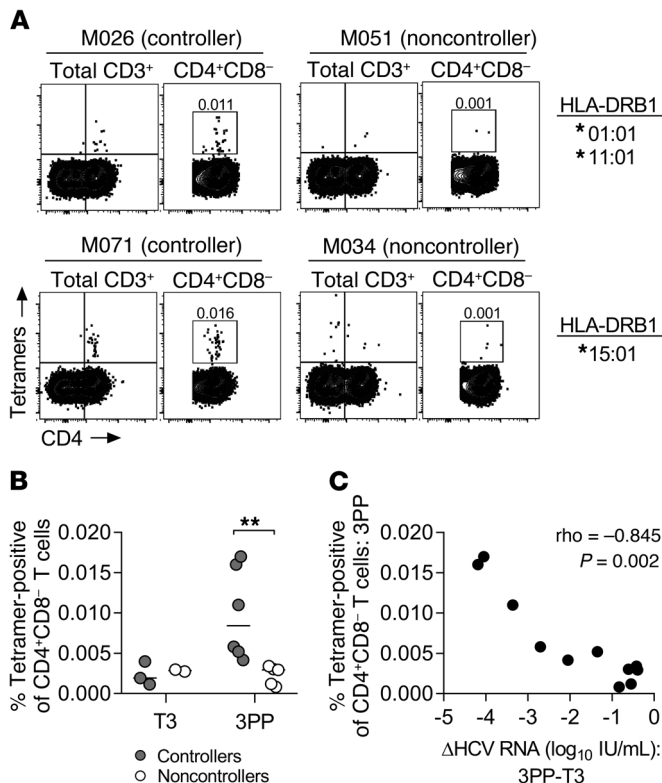 A
M026 (controller)
M051 (noncontroller)
Total CD3⁺ CD4⁺CD8⁻
Total CD3⁺ CD4⁺CD8⁻
HLA-DRB1
0.011
0.001
*01:01
*11:01
M071 (controller)
M034 (noncontroller)
Total CD3⁺ CD4⁺CD8⁻
Total CD3⁺ CD4⁺CD8⁻
HLA-DRB1
0.016
0.001
*15:01
Tetramers →
CD4 →
B
% Tetramer-positive
of CD4⁺CD8⁻ T cells
0.020
0.015
0.010
0.005
0.000
**
T3 3PP
Controllers
Noncontrollers
C
% Tetramer-positive
of CD4⁺CD8⁻ T cells: 3PP
0.020
0.015
0.010
0.005
0.000
rho = –0.845
P = 0.002
-5 -4 -3 -2 -1 0
ΔHCV RNA (log₁₀ IU/mL):
3PP-T3